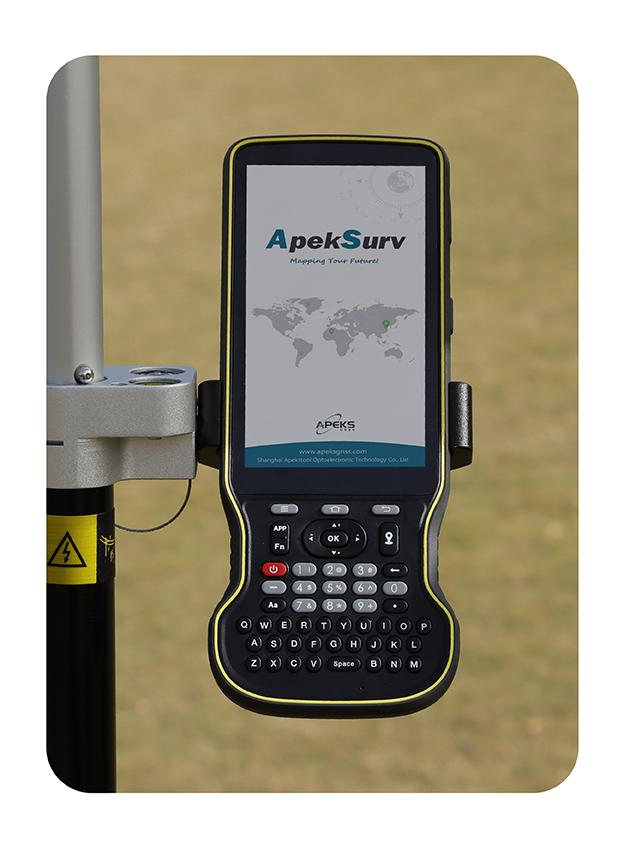 ApekSurv
Mapping Your Future!
APEKS
www.apeksgnss.com
Shanghai Apekstool Optoelectronic Technology Co., Ltd
APP
Fn
OK
1 2@ 3#
4$ 5% 6^ 0
Aa 7& 8* 9+ .
Q W E R T Y U I O P
A S D F G H J K L
Z X C V Space B N M